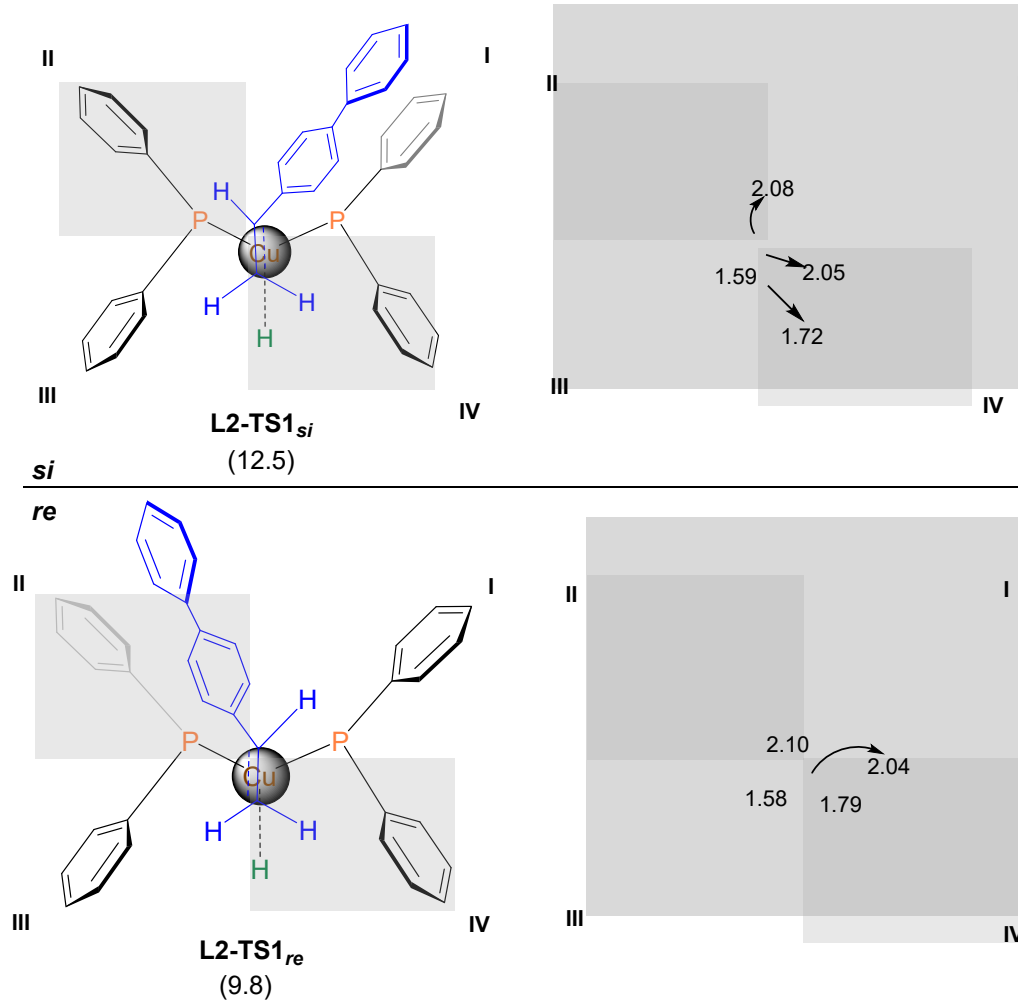 II
I
H
P
Cu
P
H
H
H
III
IV
L2-TS1si
(12.5)
II
2.08
1.59
2.05
1.72
III
IV
si
re
II
I
H
P
Cu
P
H
H
H
III
IV
L2-TS1re
(9.8)
II
I
2.10
2.04
1.58
1.79
III
IV